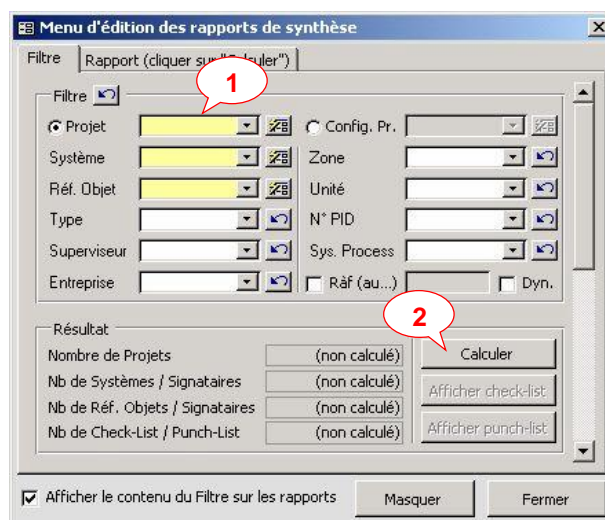 Menu d'édition des rapports de synthèse
Filtre Rapport (cliquer sur "Calculer")
1
Filtre
Projet Config. Pr.
Système Zone
Réf. Objet Unité
Type N° PID
Superviseur Sys. Process
Entreprise Ràf (au...) Dyn.
2
Résultat
Nombre de Projets (non calculé) Calculer
Nb de Systèmes / Signataires (non calculé) Afficher check-list
Nb de Réf. Objets / Signataires (non calculé)
Nb de Check-List / Punch-List (non calculé) Afficher punch-list
Afficher le contenu du Filtre sur les rapports Masquer Fermer